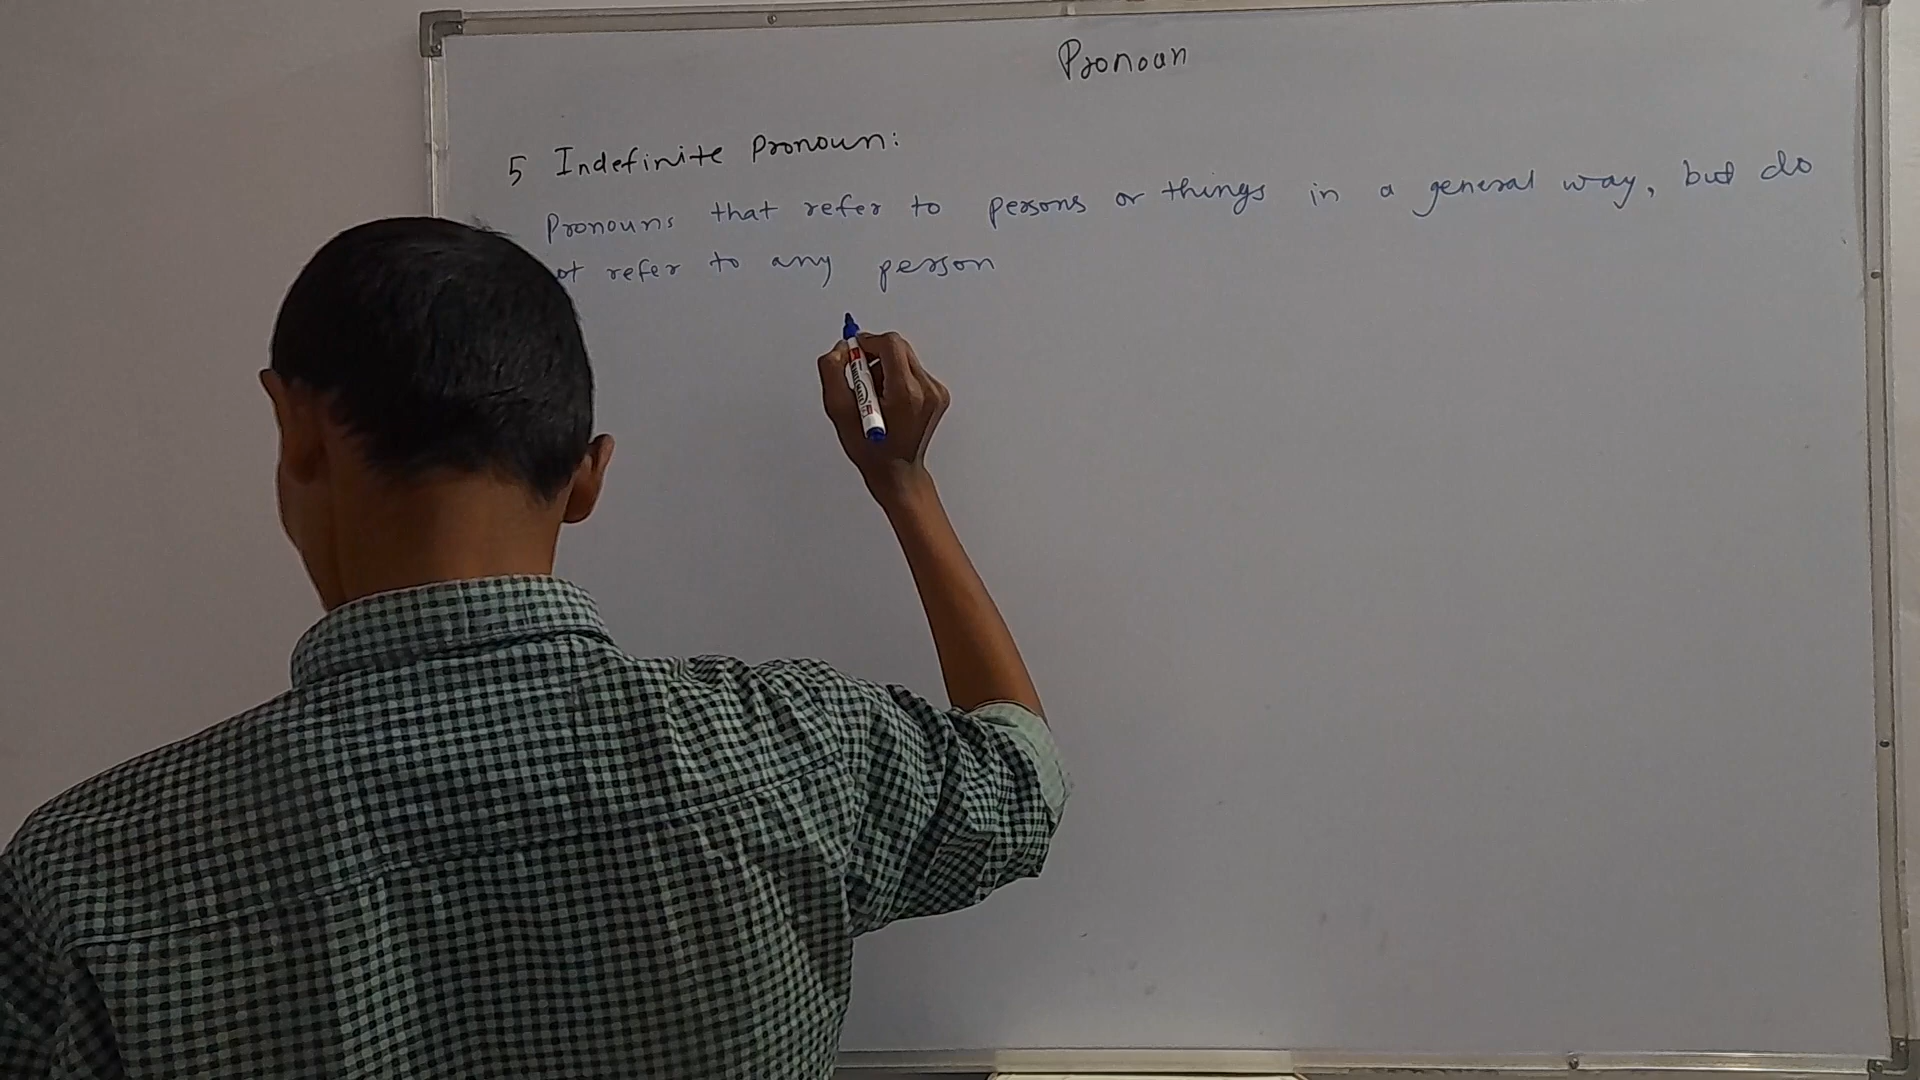 Pronoun
5 Indefinite Pronoun:
Pronouns that refer to persons or things in a general way, but do
ot refer to any person